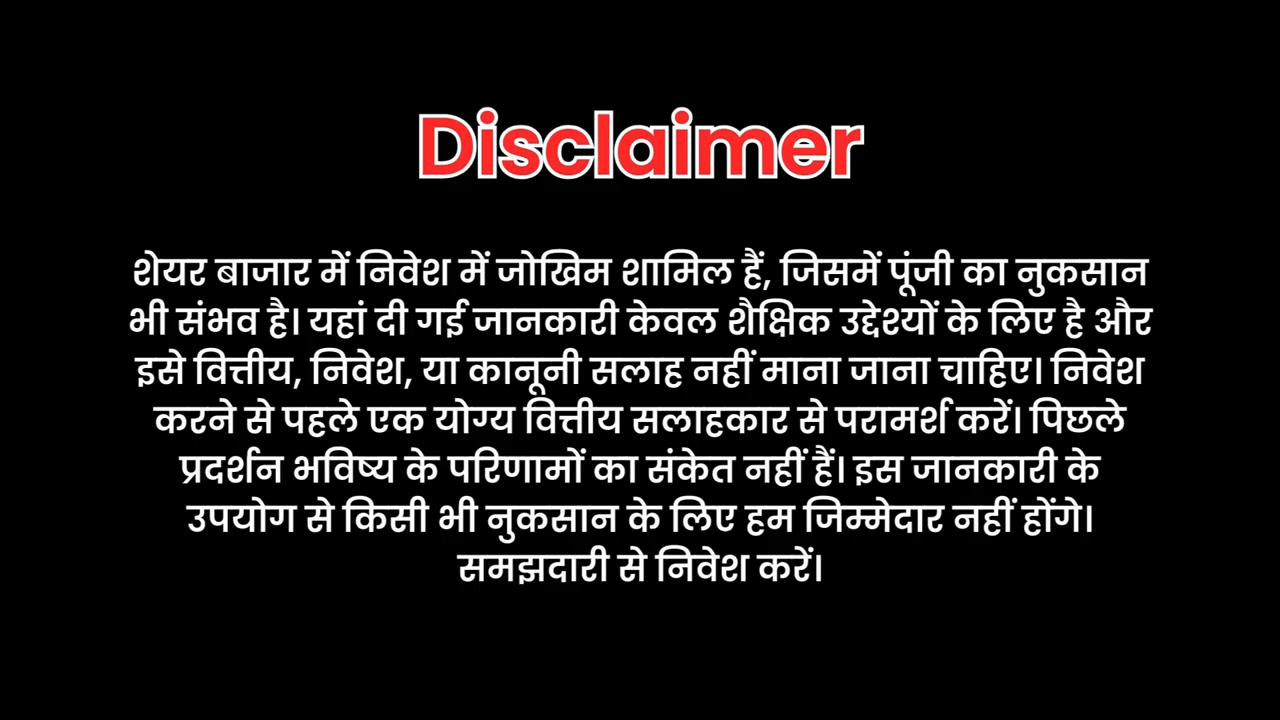 Disclaimer
शेयर बाजार में निवेश में जोखिम शामिल हैं, जिसमें पूंजी का नुकसान
भी संभव है। यहां दी गई जानकारी केवल शैक्षिक उद्देश्यों के लिए है और
इसे वित्तीय, निवेश, या कानूनी सलाह नहीं माना जाना चाहिए। निवेश
करने से पहले एक योग्य वित्तीय सलाहकार से परामर्श करें। पिछले
प्रदर्शन भविष्य के परिणामों का संकेत नहीं हैं। इस जानकारी के
उपयोग से किसी भी नुकसान के लिए हम जिम्मेदार नहीं होंगे।
समझदारी से निवेश करें।